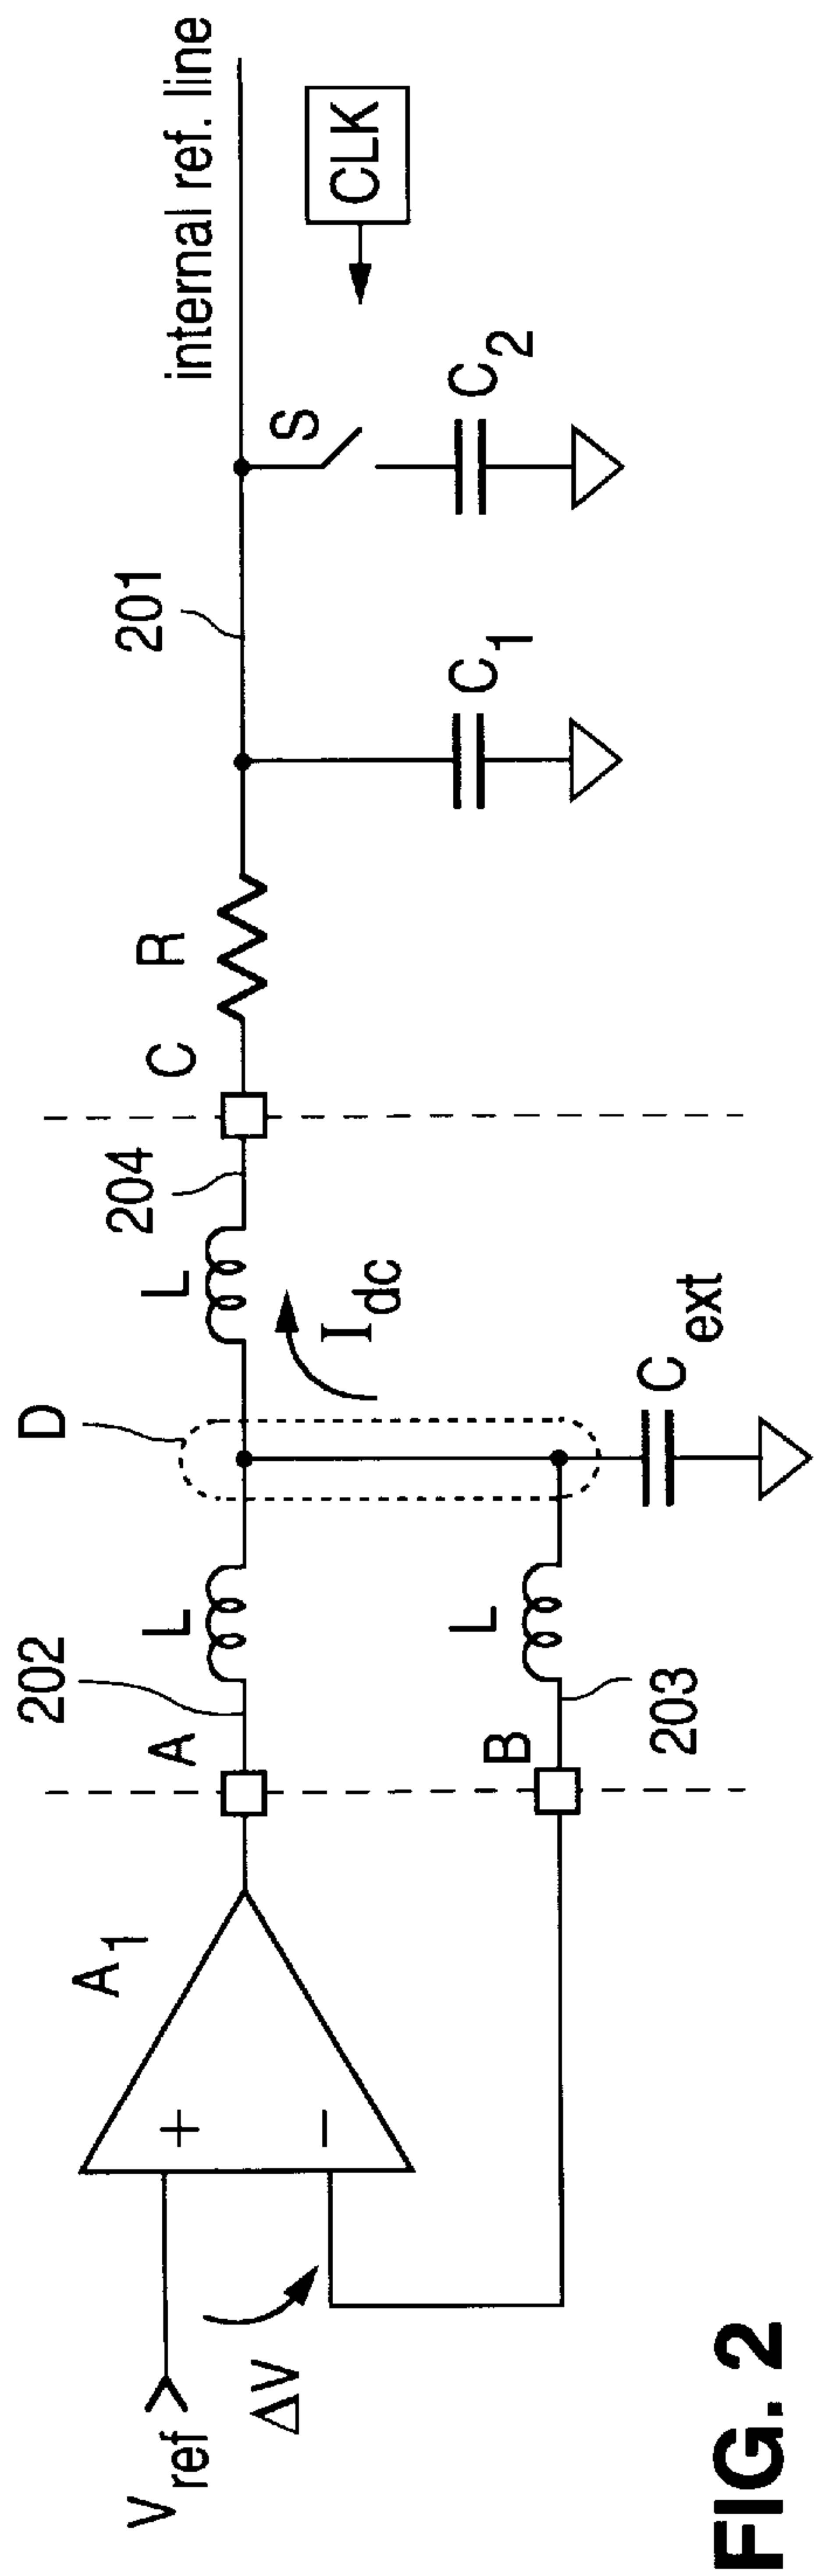 internal ref. line
CLK
S
C2
201
C1
R
C
204
L
Idc
D
Cext
L
202
A
L
B
203
A1
+
−
ΔV
Vref
FIG. 2